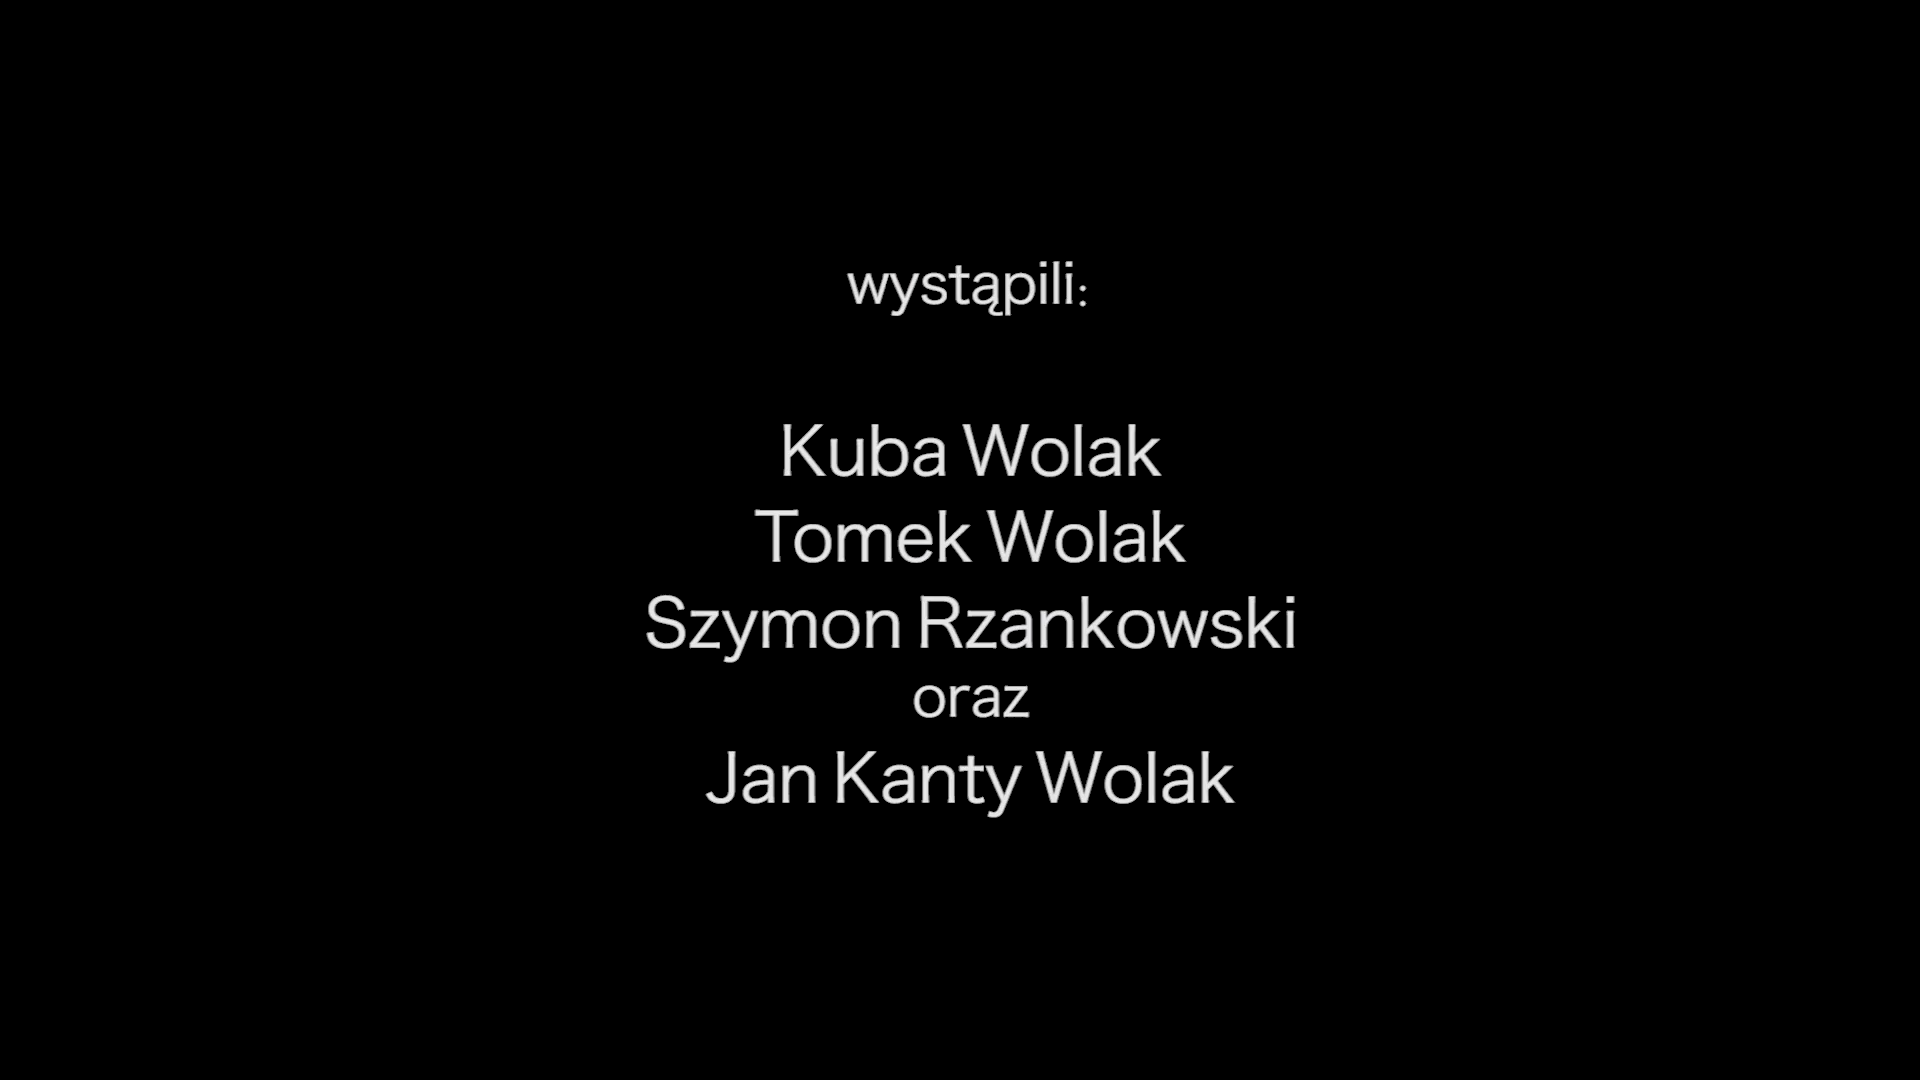 wystąpili:
Kuba Wolak
Tomek Wolak
Szymon Rzankowski
oraz
Jan Kanty Wolak